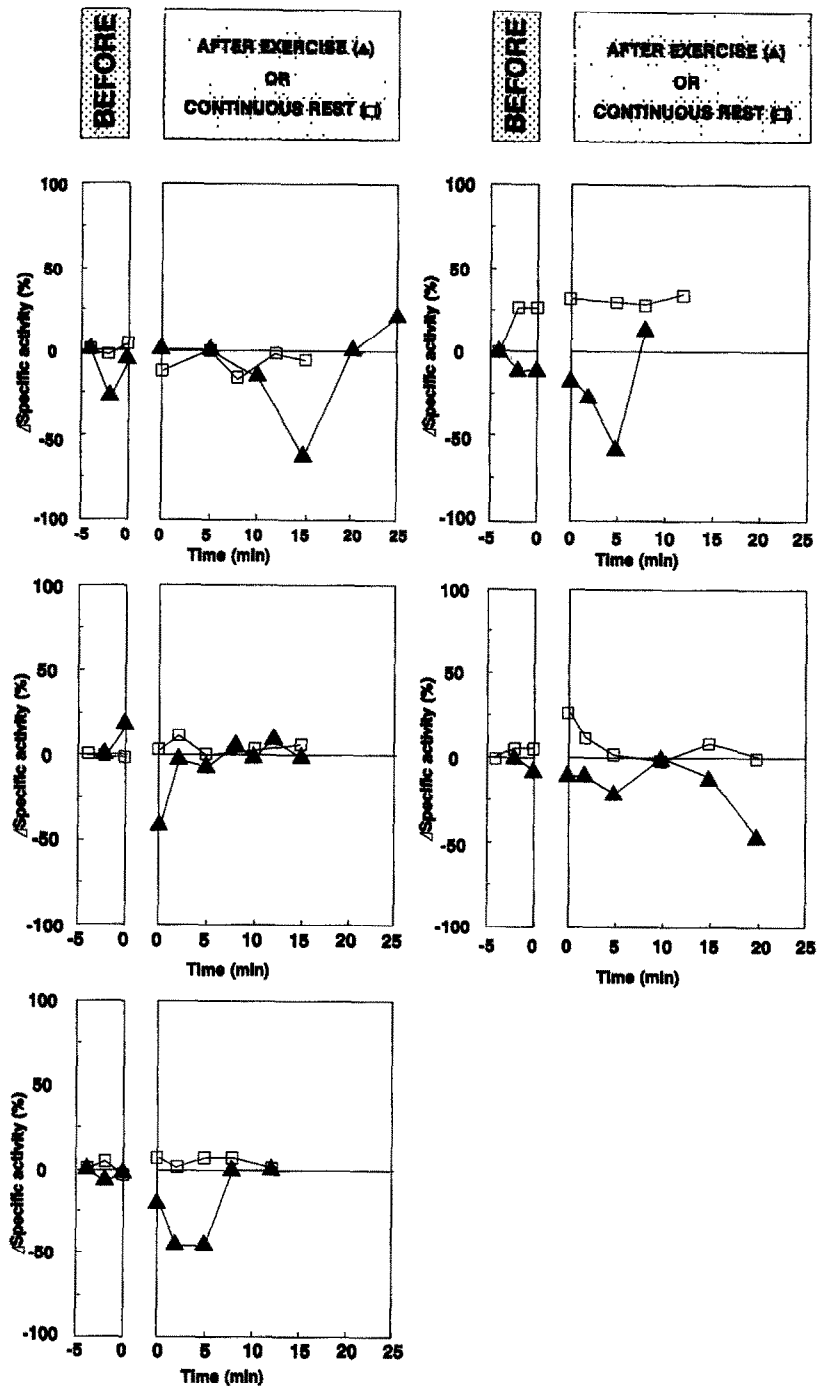 BEFORE
AFTER EXERCISE (▲)
OR
CONTINUOUS REST (□)
BEFORE
AFTER EXERCISE (▲)
OR
CONTINUOUS REST (□)
100
50
0
-50
-100
ΔSpecific activity (%)
-5 0 0 5 10 15 20 25
Time (min)
100
50
0
-50
-100
ΔSpecific activity (%)
-5 0 0 5 10 15 20 25
Time (min)
100
50
0
-50
-100
ΔSpecific activity (%)
-5 0 0 5 10 15 20 25
Time (min)
100
50
0
-50
-100
ΔSpecific activity (%)
-5 0 0 5 10 15 20 25
Time (min)
100
50
0
-50
-100
ΔSpecific activity (%)
-5 0 0 5 10 15 20 25
Time (min)